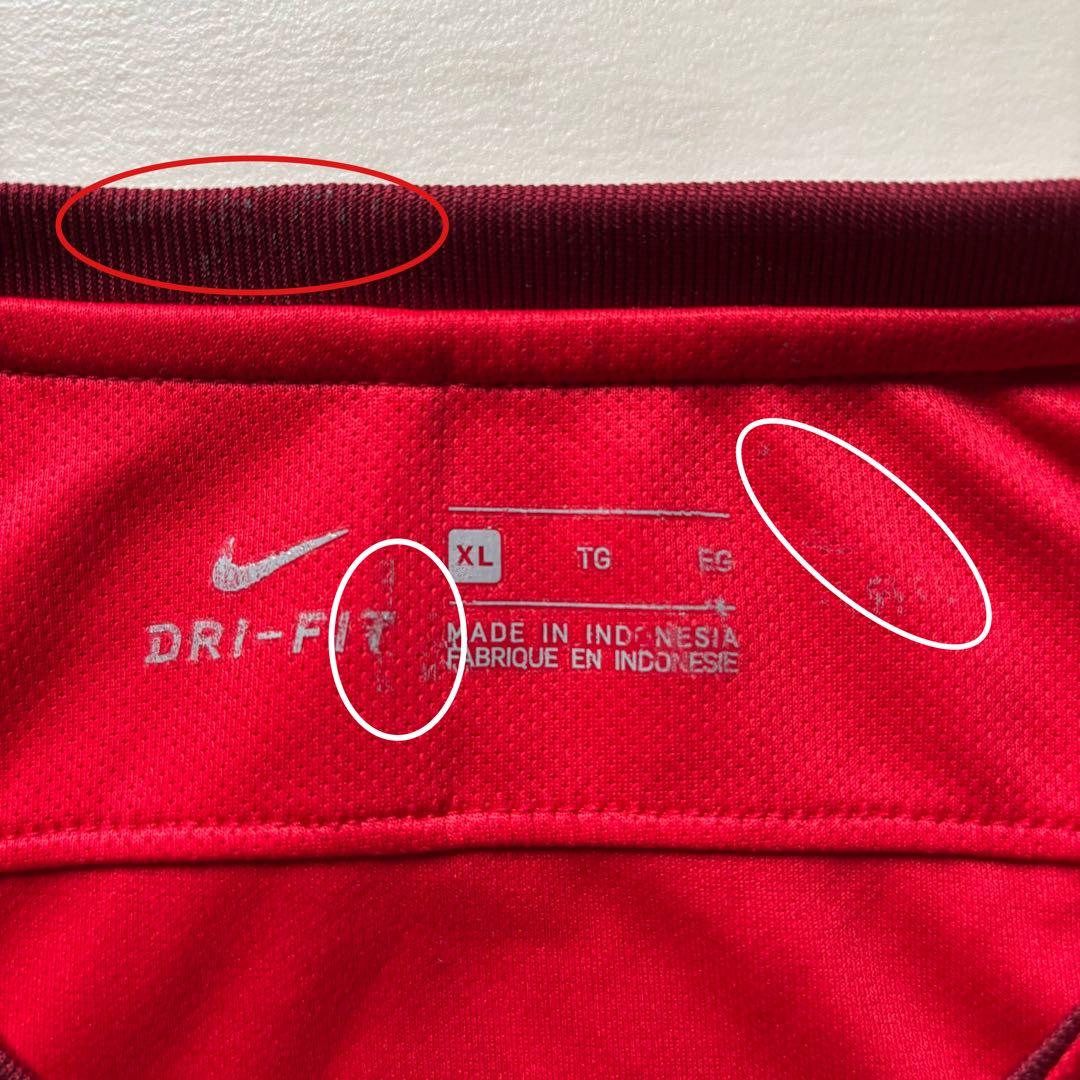 XL TG EG
DRI-FIT
MADE IN INDONESIA
FABRIQUE EN INDONESIE